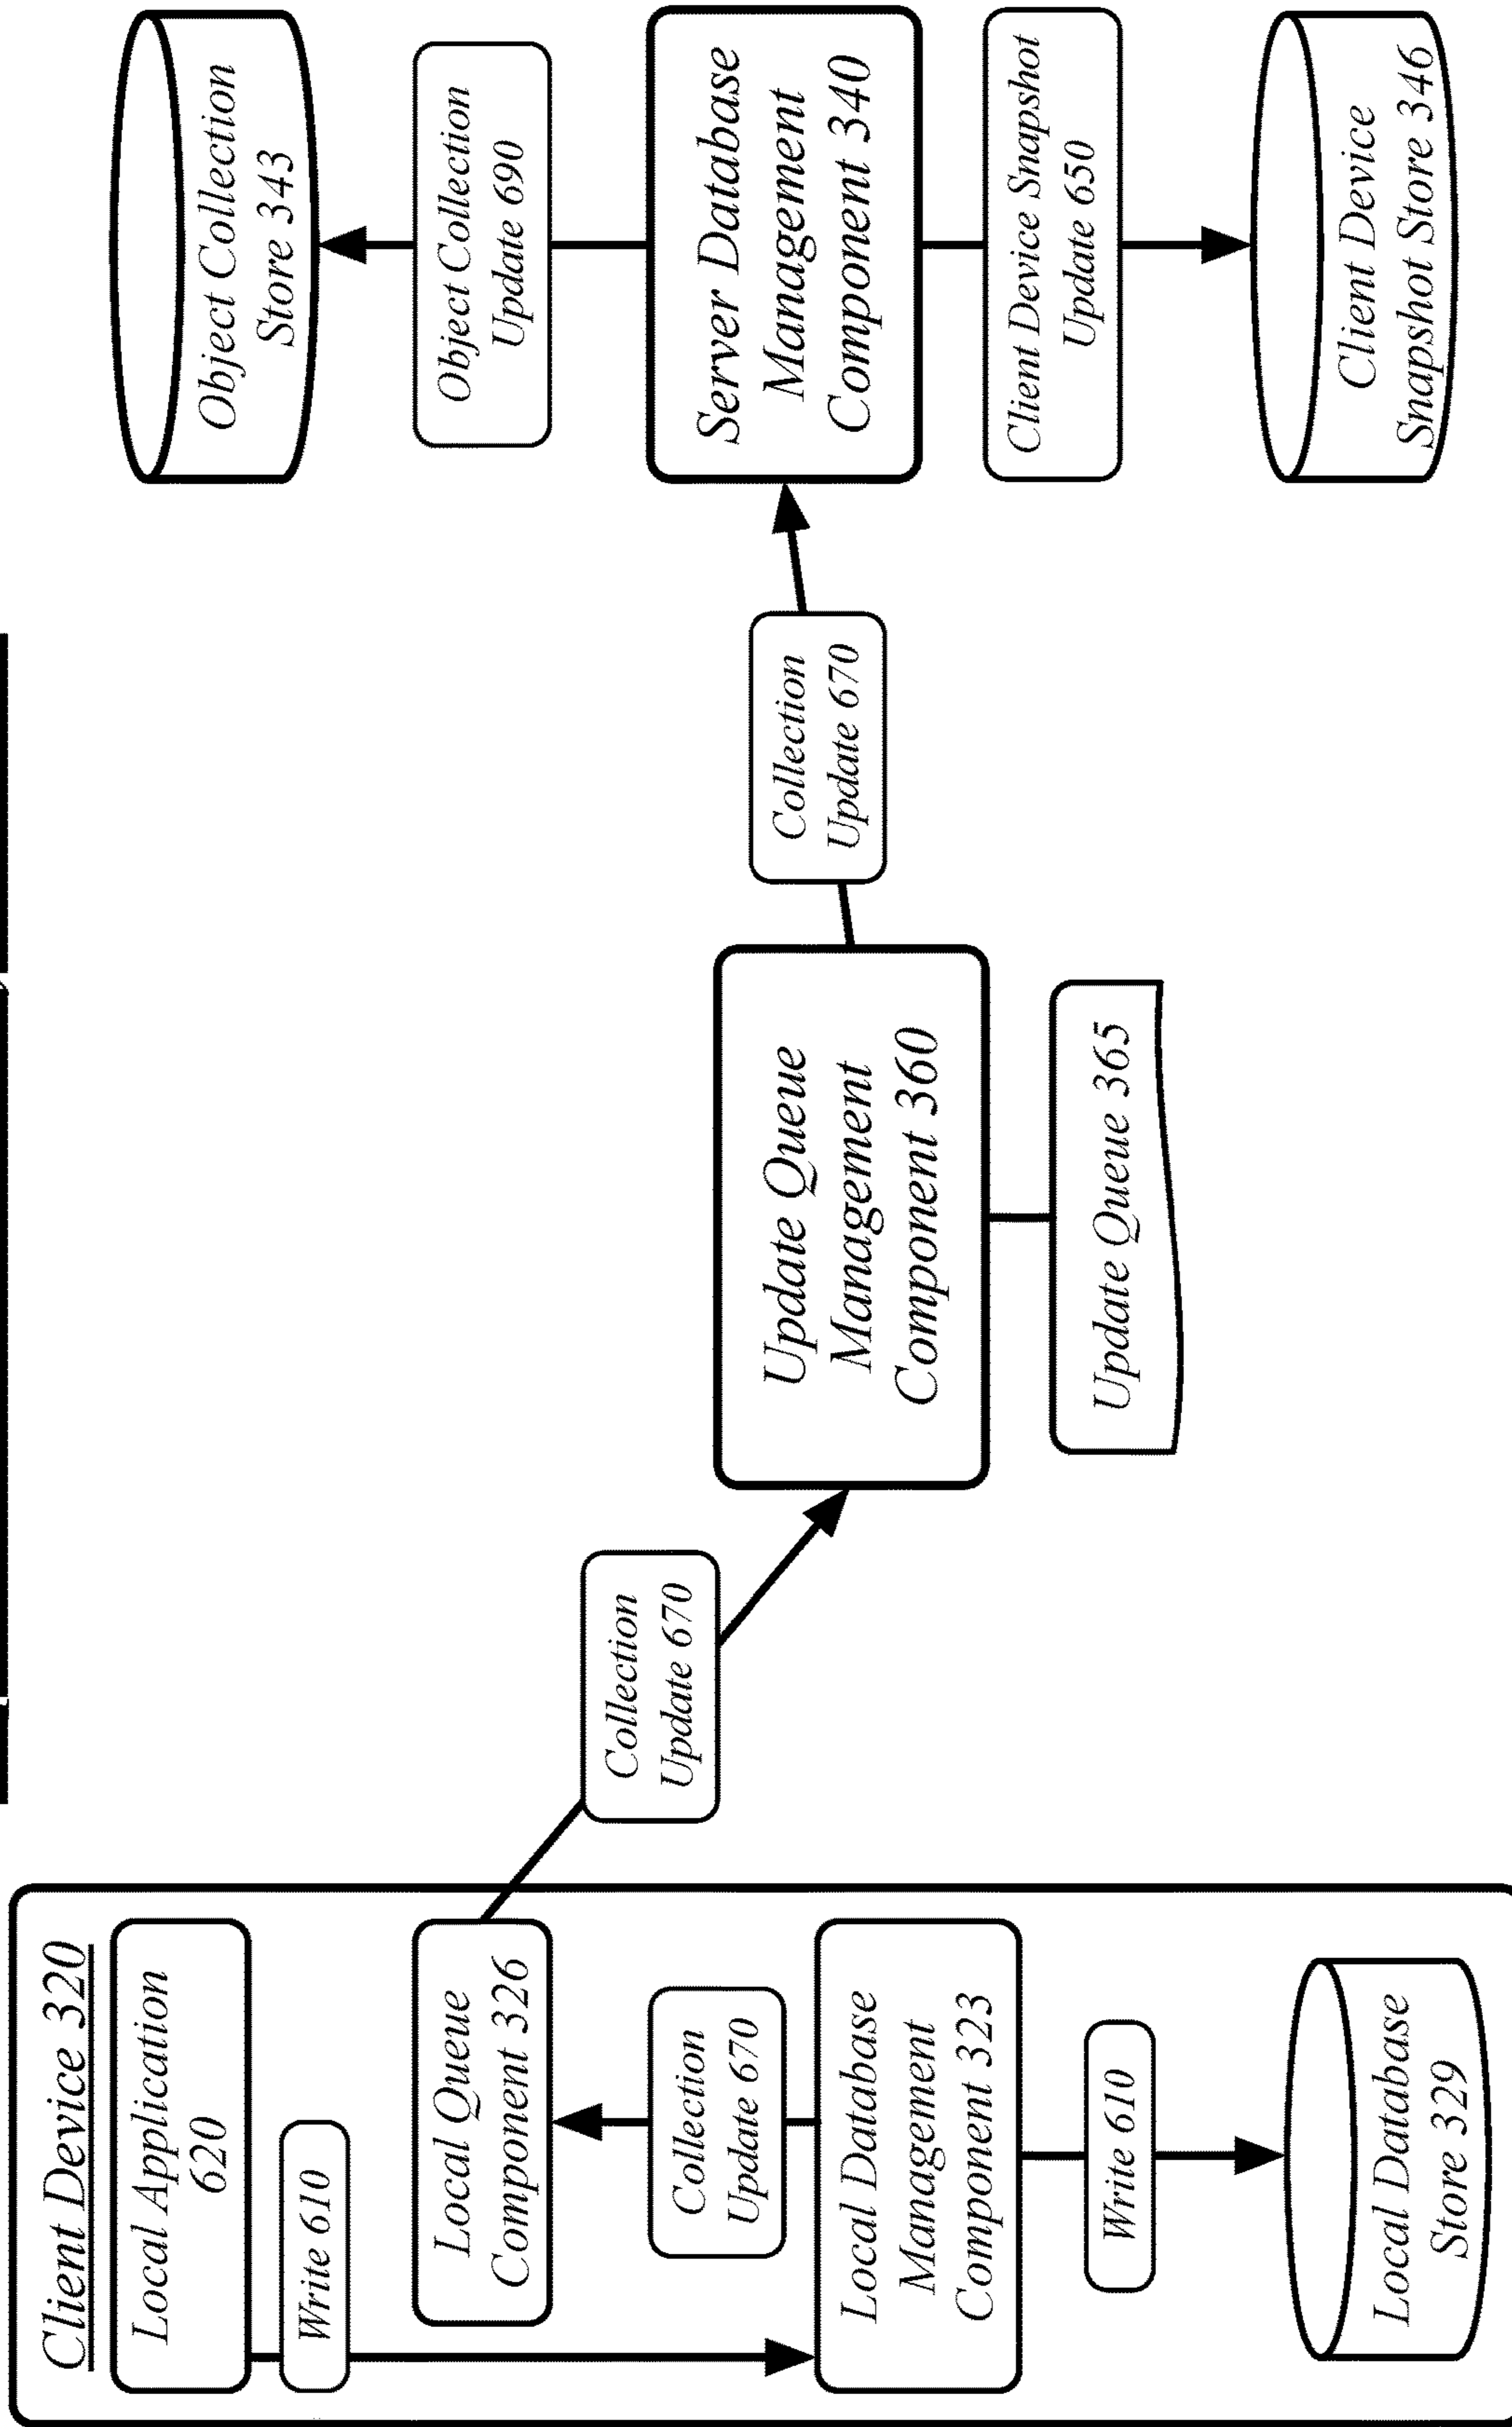 Client Device 320
Local Application
620
Write 610
Local Queue
Component 326
Collection
Update 670
Local Database
Management
Component 323
Write 610
Local Database
Store 329
Collection
Update 670
Update Queue
Management
Component 360
Update Queue 365
Collection
Update 670
Object Collection
Store 343
Object Collection
Update 690
Server Database
Management
Component 340
Client Device Snapshot
Update 650
Client Device
Snapshot Store 346